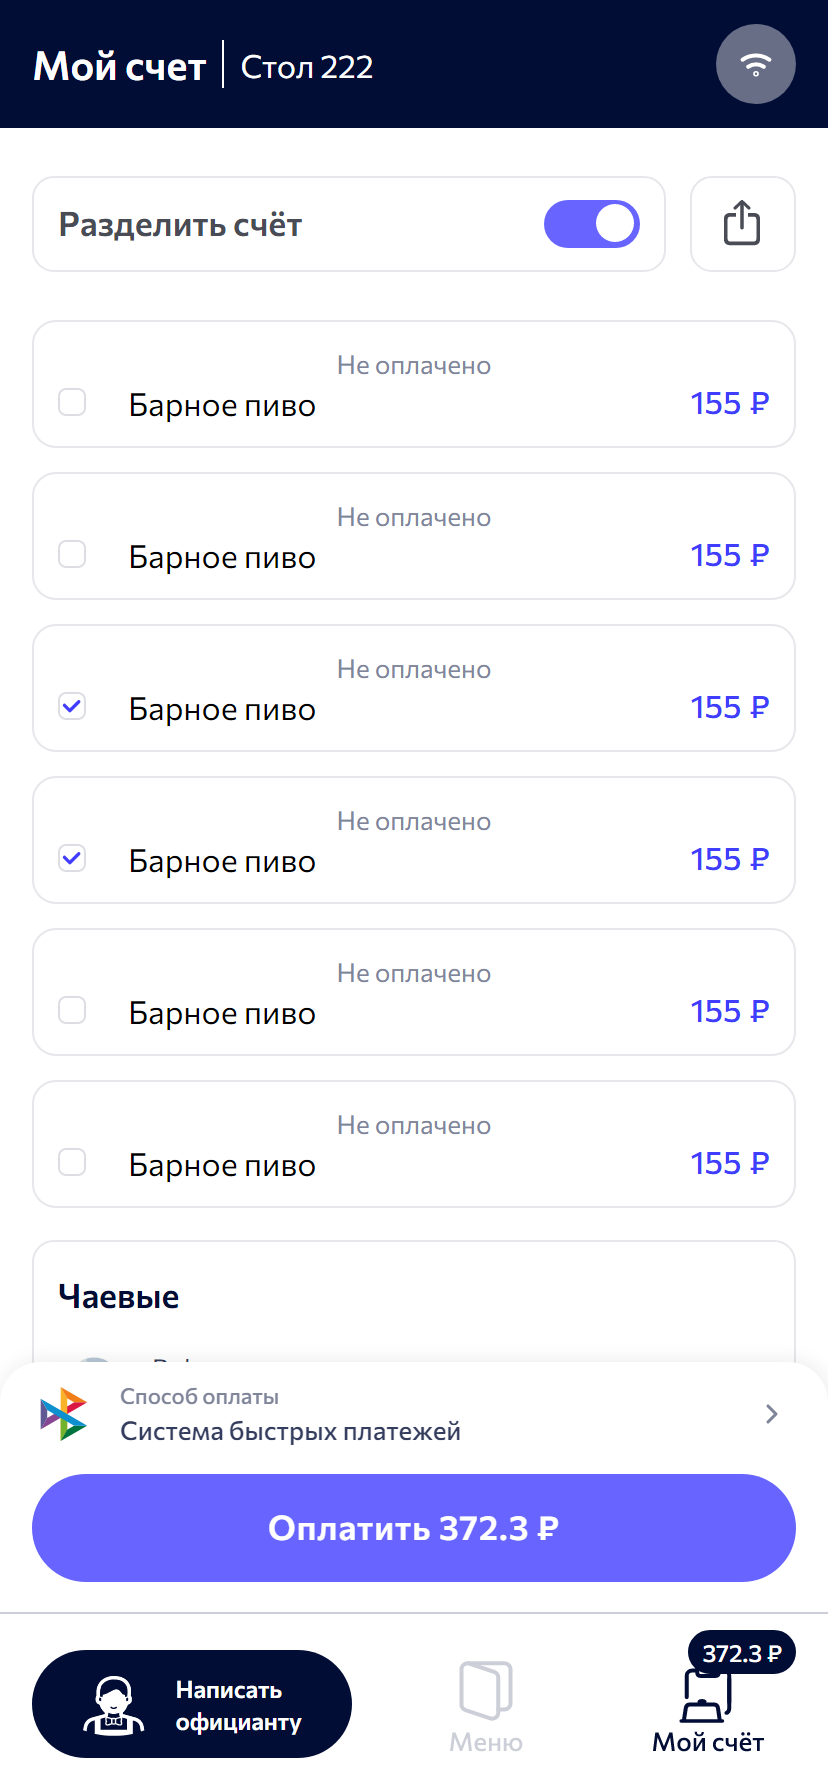 Мой счет
Стол 222
Разделить счёт
Не оплачено
Барное пиво 155 ₽
Не оплачено
Барное пиво 155 ₽
Не оплачено
Барное пиво 155 ₽
Не оплачено
Барное пиво 155 ₽
Не оплачено
Барное пиво 155 ₽
Не оплачено
Барное пиво 155 ₽
Чаевые
Способ оплаты
Система быстрых платежей
Оплатить 372.3 ₽
Написать
официанту
Меню
372.3 ₽
Мой счёт